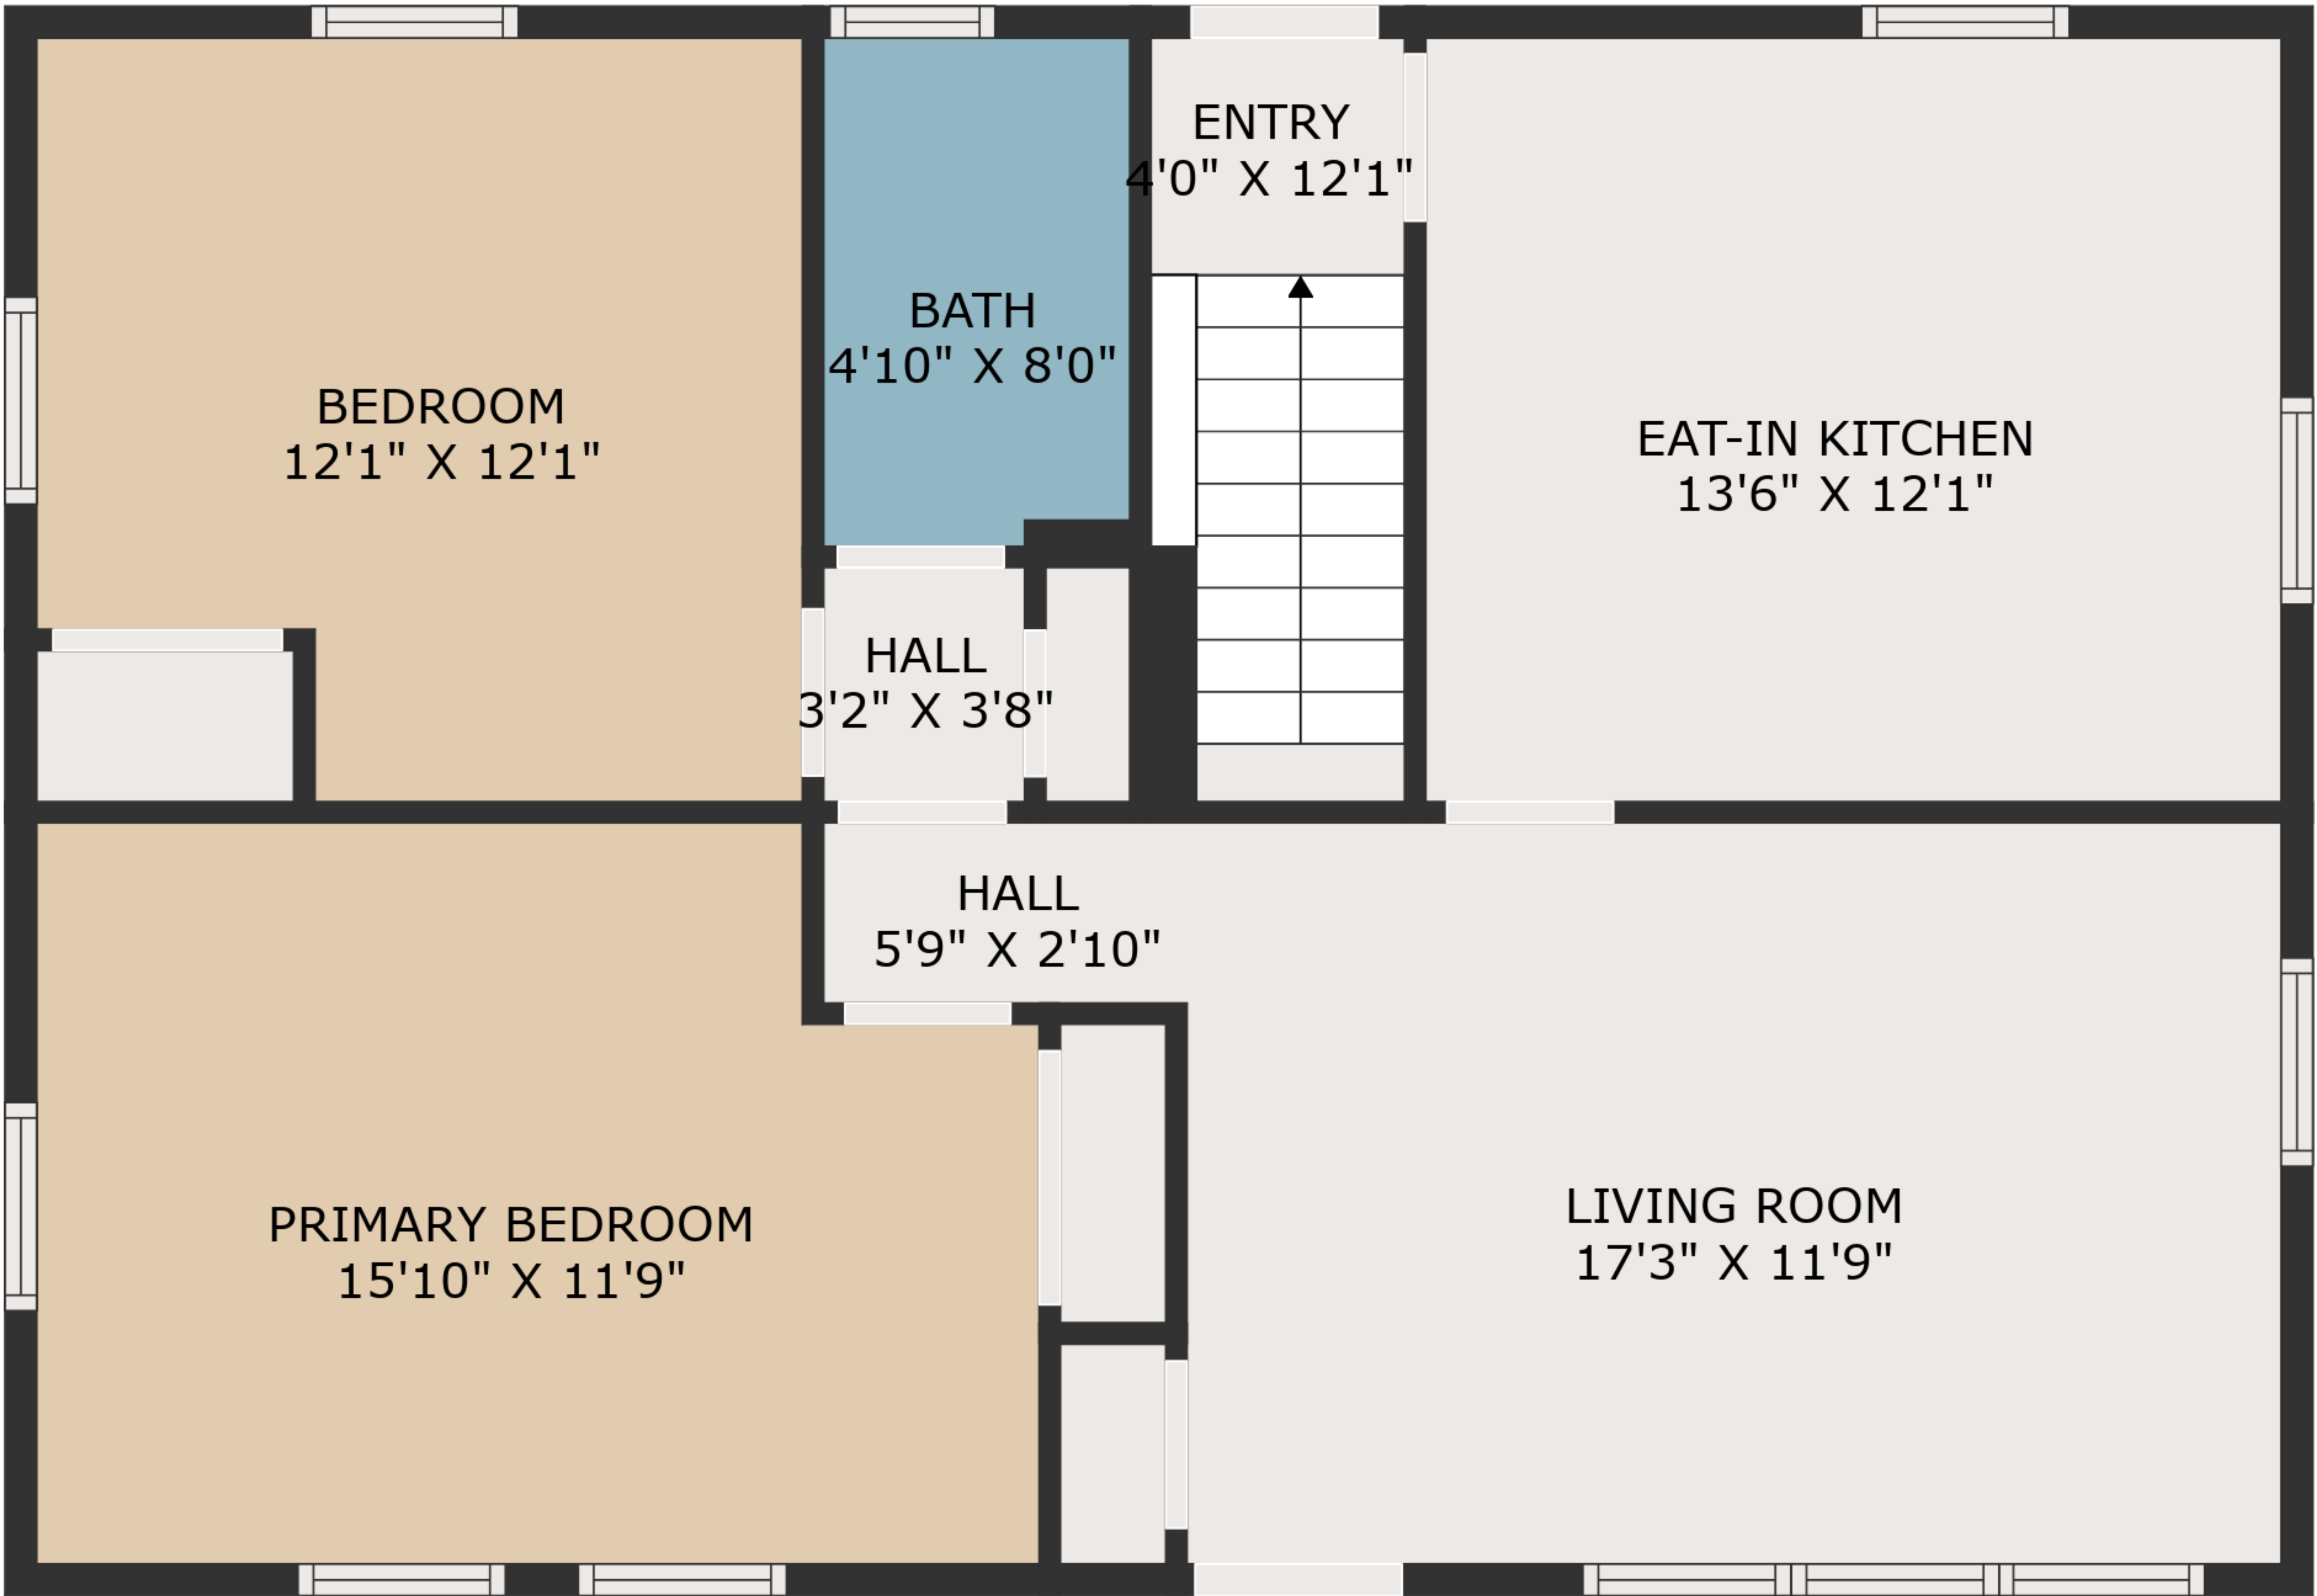 ENTRY
4'0" X 12'1"
BATH
4'10" X 8'0"
BEDROOM
12'1" X 12'1"
EAT-IN KITCHEN
13'6" X 12'1"
HALL
3'2" X 3'8"
HALL
5'9" X 2'10"
PRIMARY BEDROOM
15'10" X 11'9"
LIVING ROOM
17'3" X 11'9"